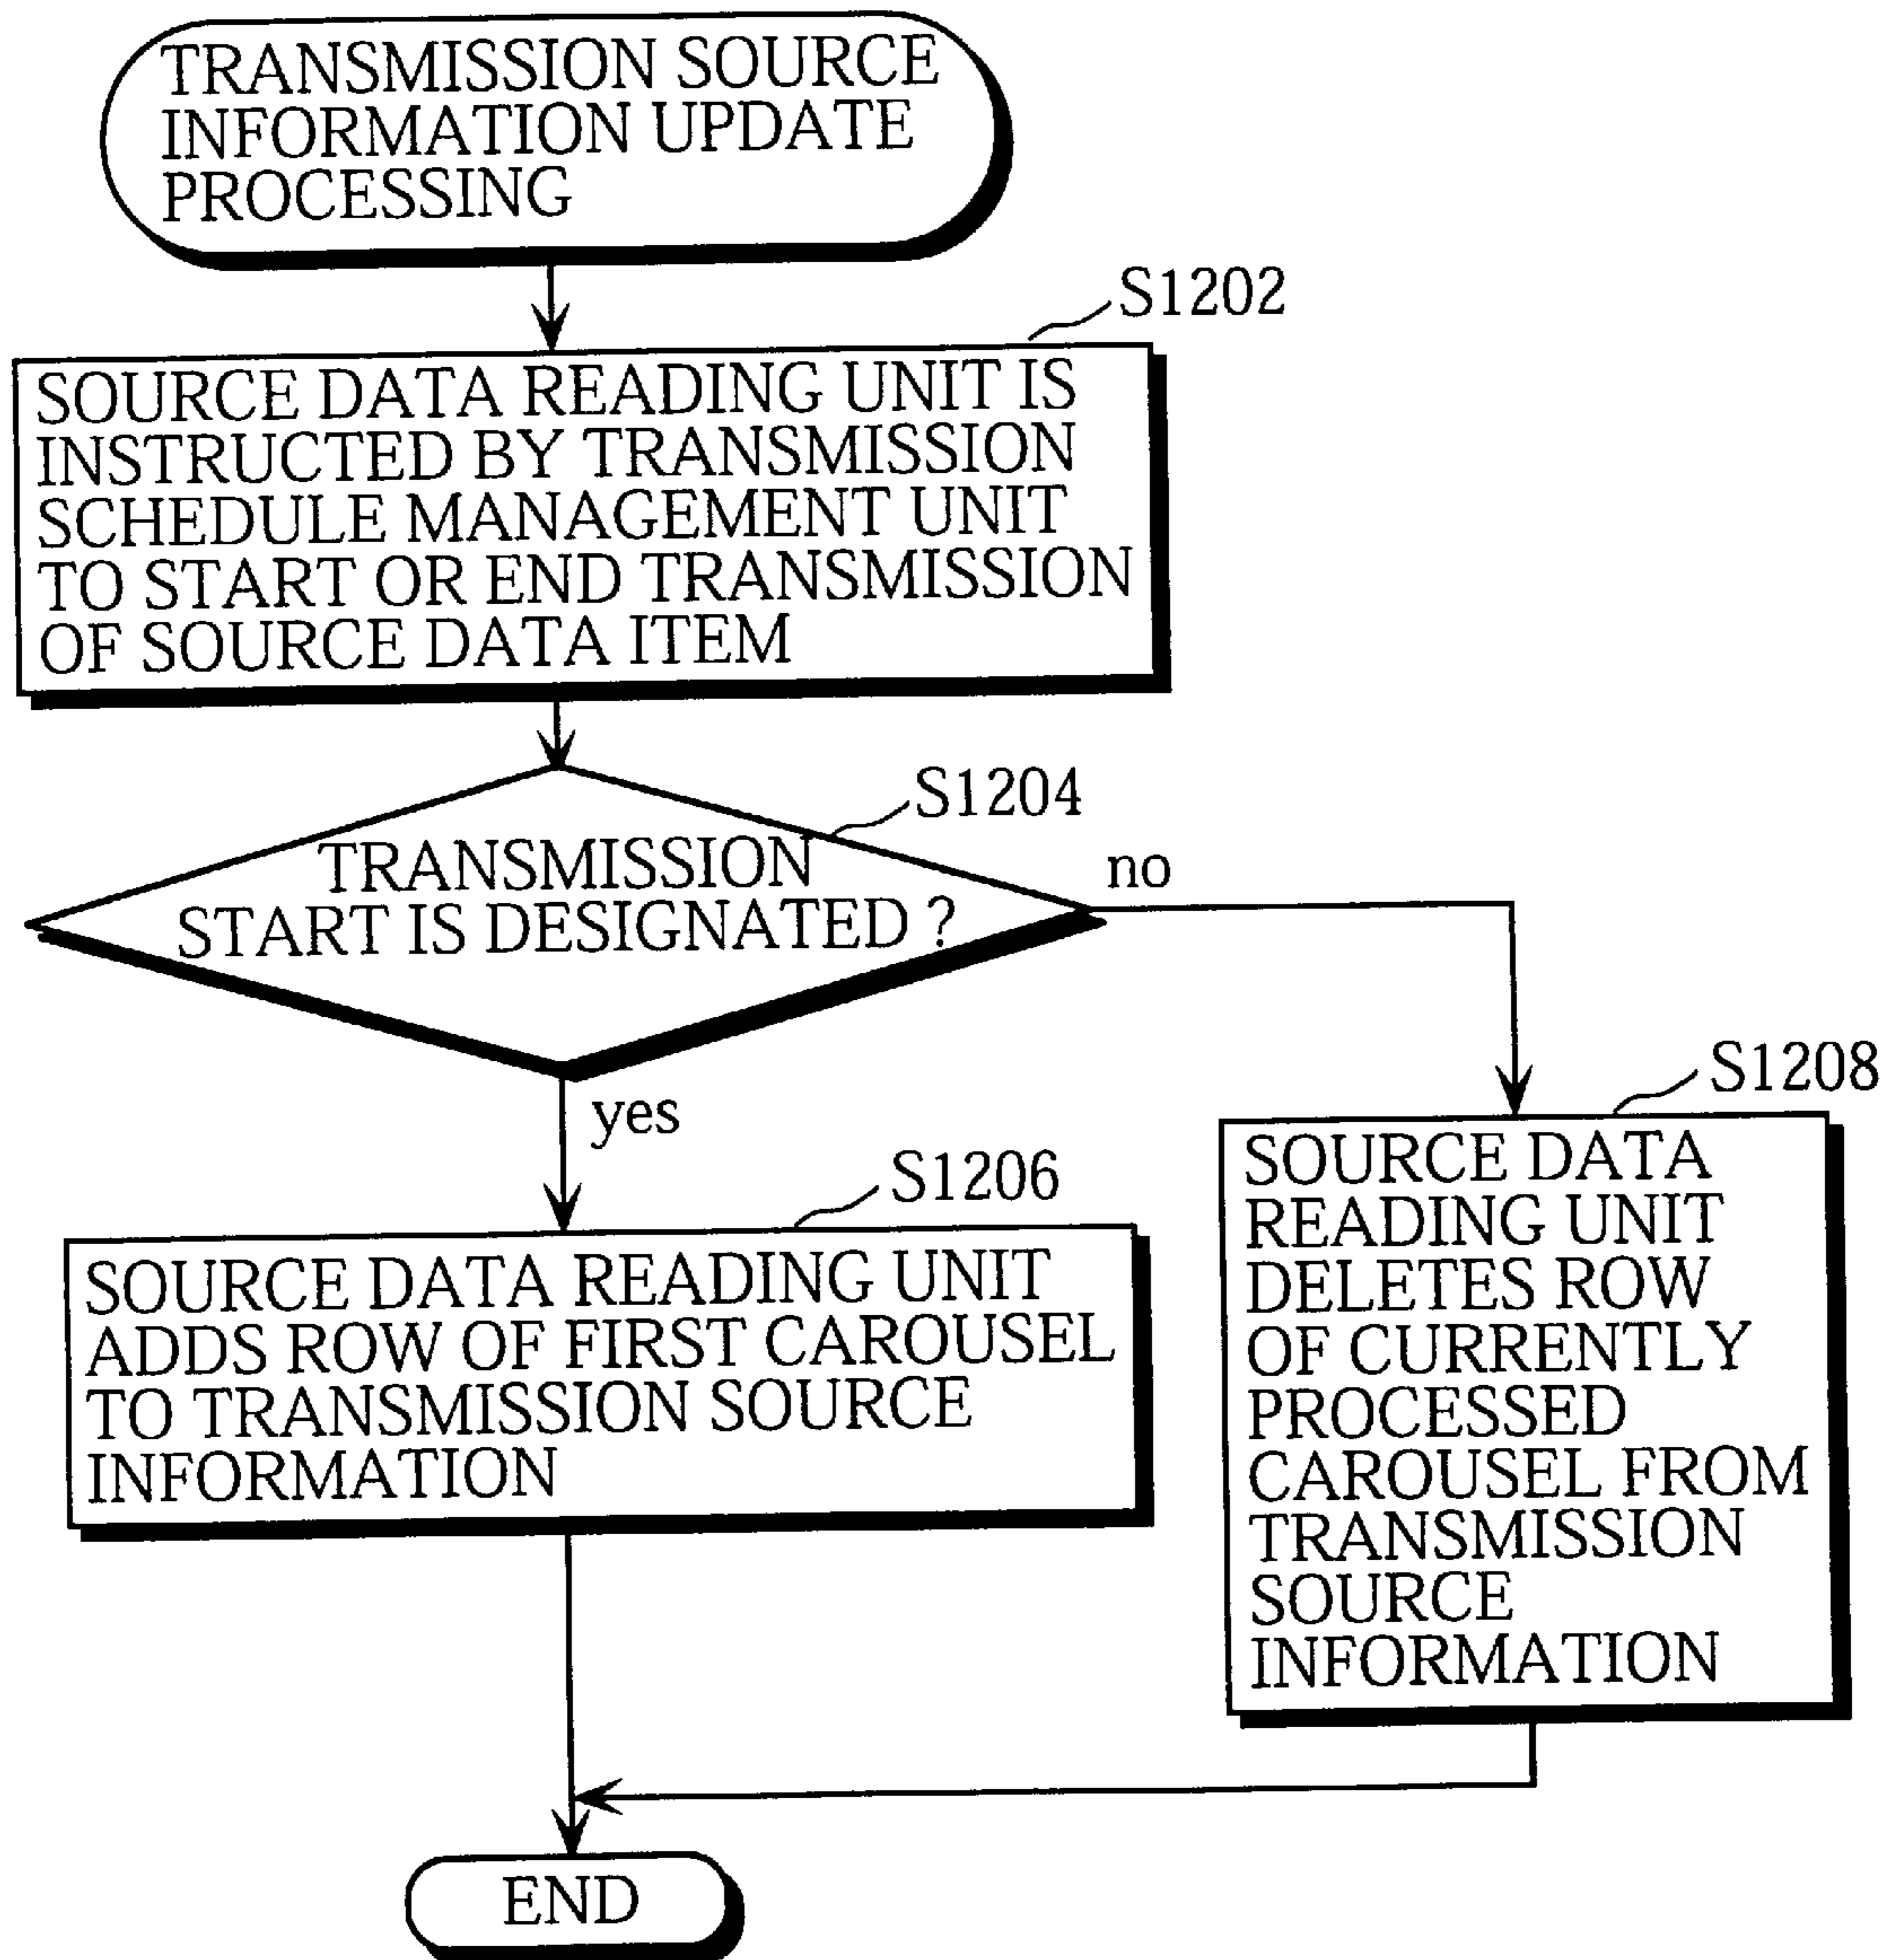 TRANSMISSION SOURCE
INFORMATION UPDATE
PROCESSING
S1202
SOURCE DATA READING UNIT IS
INSTRUCTED BY TRANSMISSION
SCHEDULE MANAGEMENT UNIT
TO START OR END TRANSMISSION
OF SOURCE DATA ITEM
S1204
TRANSMISSION
START IS DESIGNATED ?
no
yes
S1206
SOURCE DATA READING UNIT
ADDS ROW OF FIRST CAROUSEL
TO TRANSMISSION SOURCE
INFORMATION
S1208
SOURCE DATA
READING UNIT
DELETES ROW
OF CURRENTLY
PROCESSED
CAROUSEL FROM
TRANSMISSION
SOURCE
INFORMATION
END